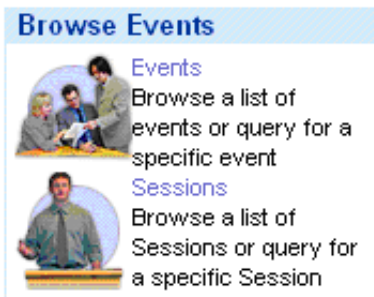 Browse Events
Events
Browse a list of
events or query for a
specific event
Sessions
Browse a list of
Sessions or query for
a specific Session